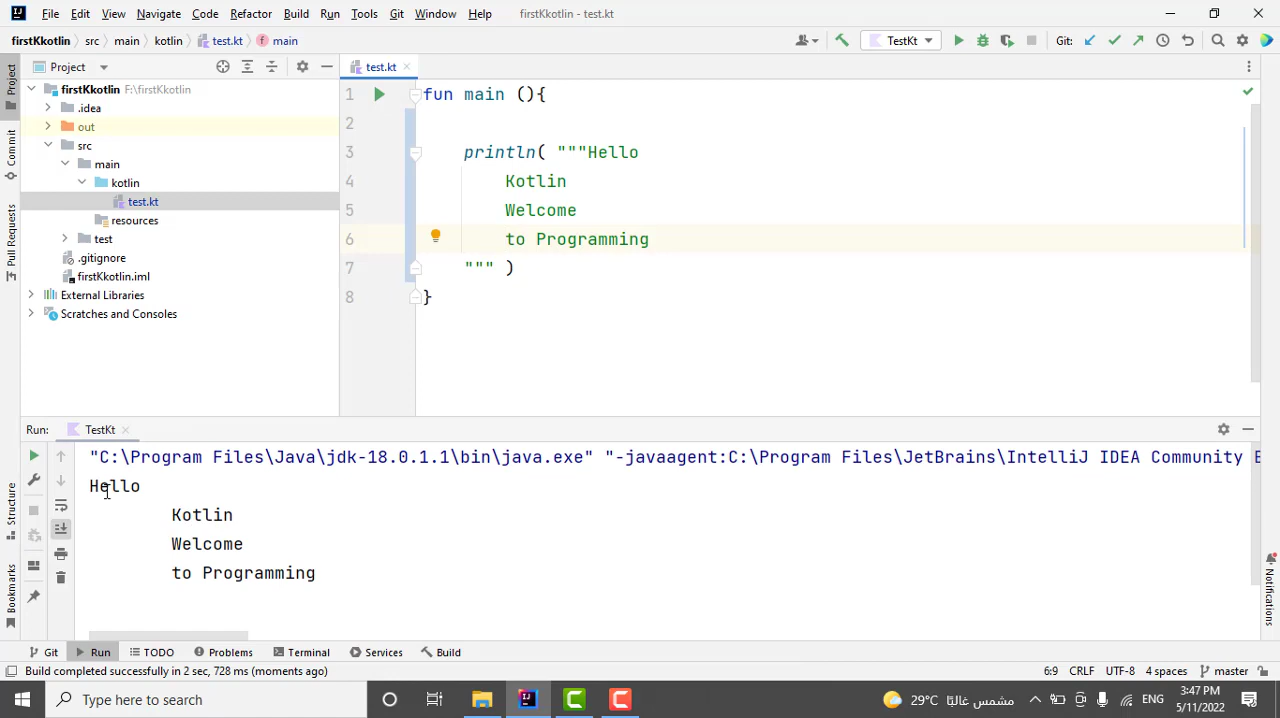 File Edit View Navigate Code Refactor Build Run Tools Git Window Help firstKkotlin - test.kt
firstKkotlin src main kotlin test.kt main TestKt Git:
Project
test.kt
firstKkotlin F:\firstKkotlin
.idea
out
src
main
kotlin
test.kt
resources
test
.gitignore
firstKkotlin.iml
External Libraries
Scratches and Consoles
Project
Commit
Pull Requests
Structure
Bookmarks
1 fun main (){
2
3 println( """Hello
4 Kotlin
5 Welcome
6 to Programming
7 """ )
8 }
Notifications
Run: TestKt
"C:\Program Files\Java\jdk-18.0.1.1\bin\java.exe" "-javaagent:C:\Program Files\JetBrains\IntelliJ IDEA Community E
Hello
Kotlin
Welcome
to Programming
Git Run TODO Problems Terminal Services Build
Build completed successfully in 2 sec, 728 ms (moments ago) 6:9 CRLF UTF-8 4 spaces master
Type here to search 29°C مشمس غالبًا ENG 3:47 PM
5/11/2022